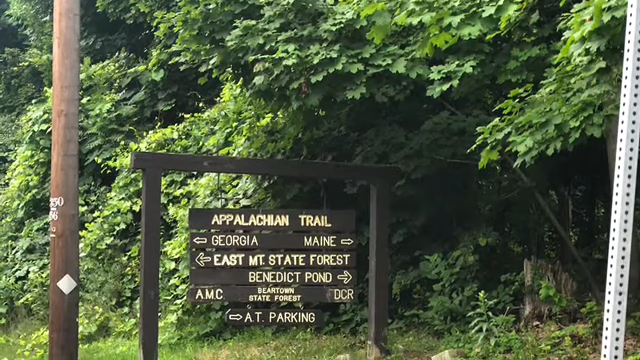 APPALACHIAN TRAIL
⇦ GEORGIA MAINE ⇨
⇦ EAST MT. STATE FOREST
BENEDICT POND ⇨
A.M.C. BEARTOWN STATE FOREST DCR
⇦ A.T. PARKING